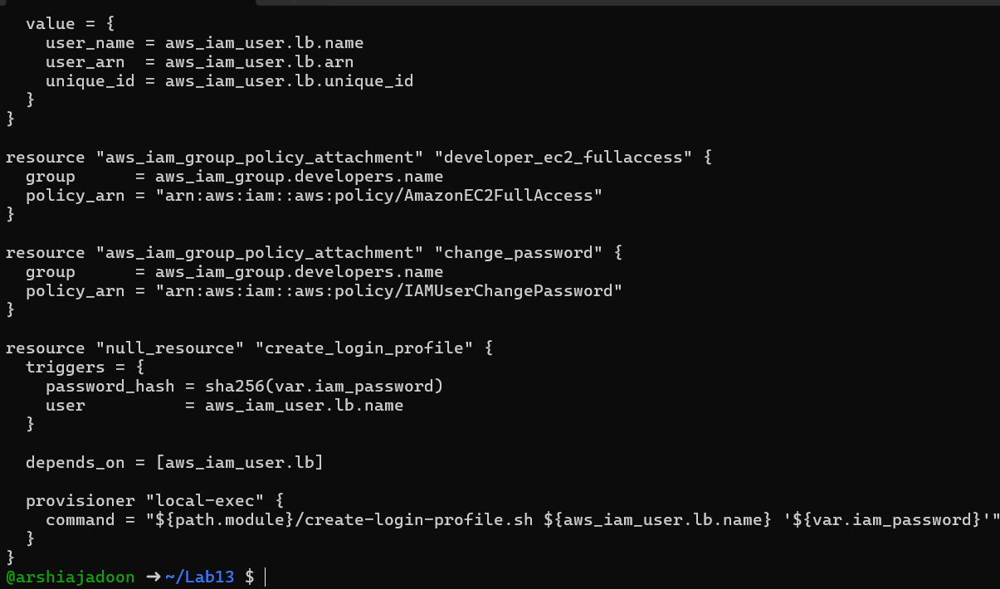 value = {
    user_name = aws_iam_user.lb.name
    user_arn  = aws_iam_user.lb.arn
    unique_id = aws_iam_user.lb.unique_id
  }
}

resource "aws_iam_group_policy_attachment" "developer_ec2_fullaccess" {
  group      = aws_iam_group.developers.name
  policy_arn = "arn:aws:iam::aws:policy/AmazonEC2FullAccess"
}

resource "aws_iam_group_policy_attachment" "change_password" {
  group      = aws_iam_group.developers.name
  policy_arn = "arn:aws:iam::aws:policy/IAMUserChangePassword"
}

resource "null_resource" "create_login_profile" {
  triggers = {
    password_hash = sha256(var.iam_password)
    user          = aws_iam_user.lb.name
  }

  depends_on = [aws_iam_user.lb]

  provisioner "local-exec" {
    command = "${path.module}/create-login-profile.sh ${aws_iam_user.lb.name} '${var.iam_password}'"
  }
}
@arshiajadoon ➜ ~/Lab13 $